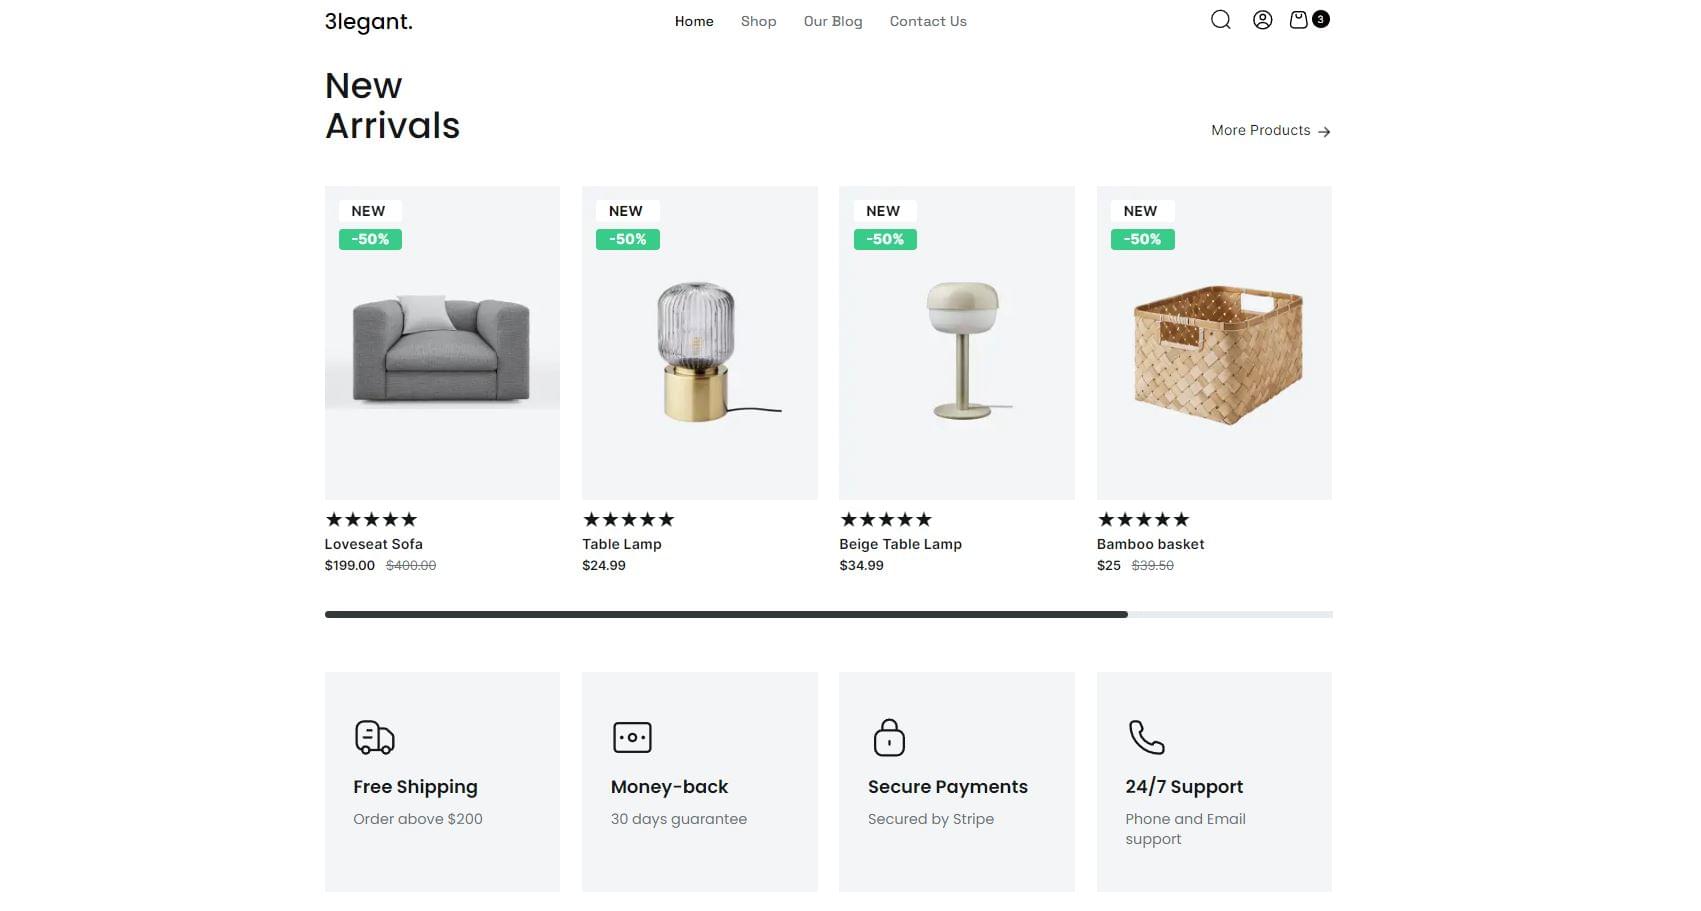 3legant.
Home Shop Our Blog Contact Us
3
New
Arrivals
More Products →
NEW
-50%
NEW
-50%
NEW
-50%
NEW
-50%
★★★★★
Loveseat Sofa
$199.00 $400.00
★★★★★
Table Lamp
$24.99
★★★★★
Beige Table Lamp
$34.99
★★★★★
Bamboo basket
$25 $39.50
Free Shipping
Order above $200
Money-back
30 days guarantee
Secure Payments
Secured by Stripe
24/7 Support
Phone and Email
support